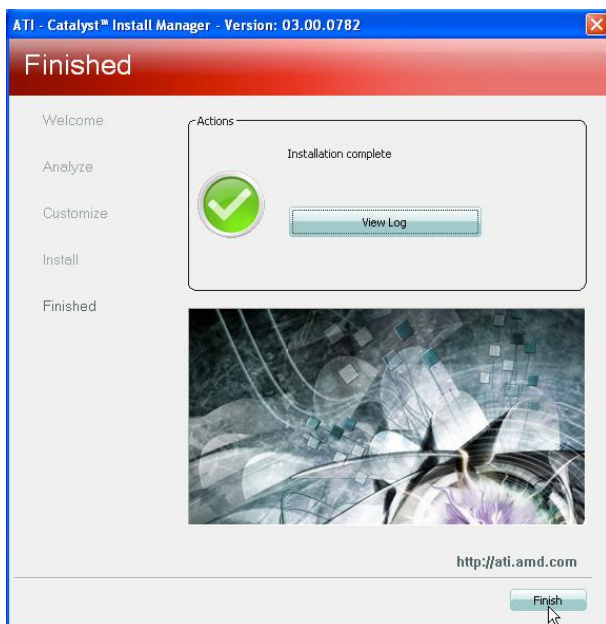 ATI - Catalyst™ Install Manager - Version: 03.00.0782
Finished
Welcome
Analyze
Customize
Install
Finished
Actions
Installation complete
View Log
http://ati.amd.com
Finish